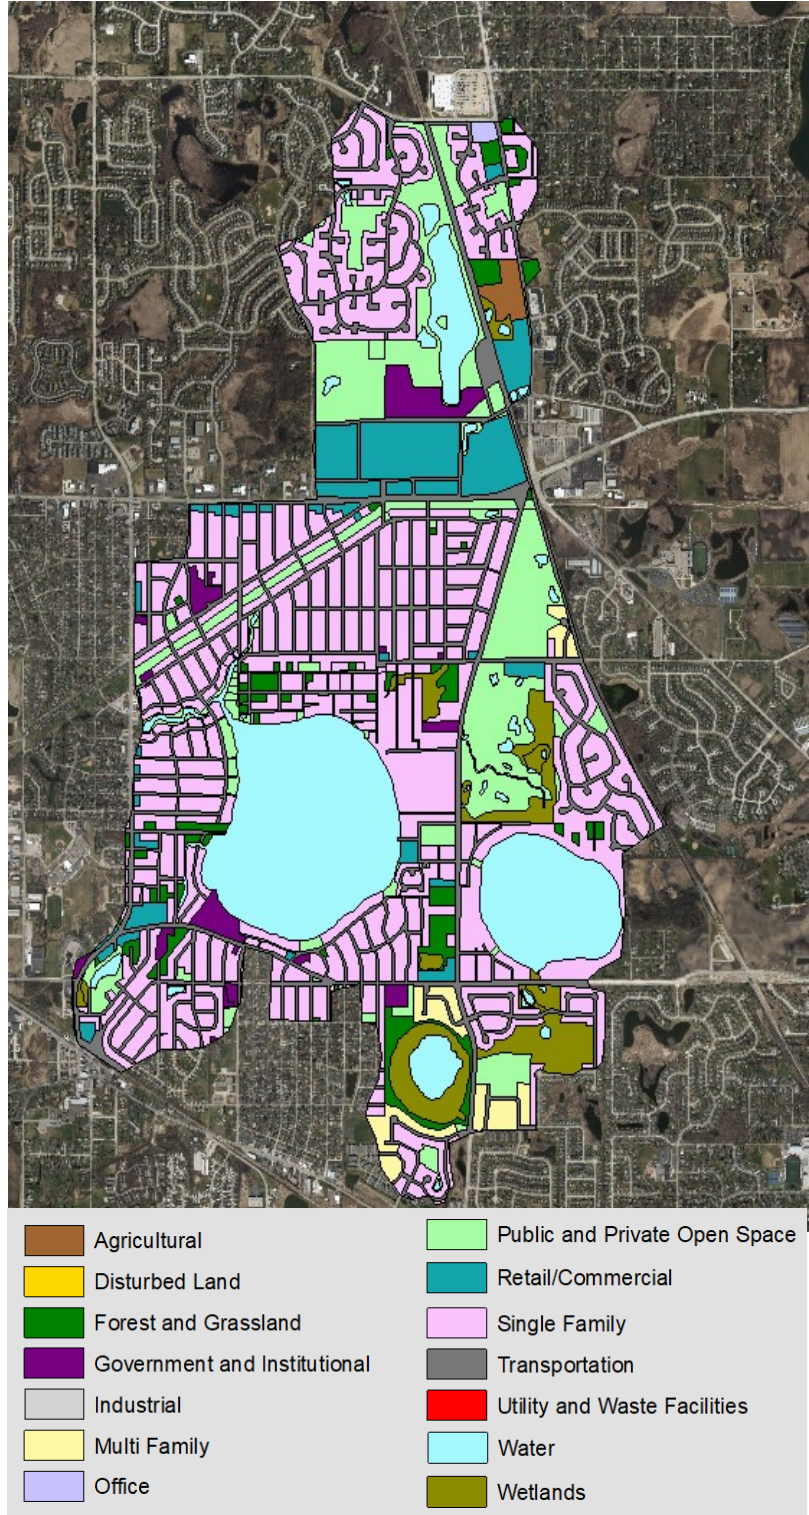 Agricultural
Disturbed Land
Forest and Grassland
Government and Institutional
Industrial
Multi Family
Office
Public and Private Open Space
Retail/Commercial
Single Family
Transportation
Utility and Waste Facilities
Water
Wetlands